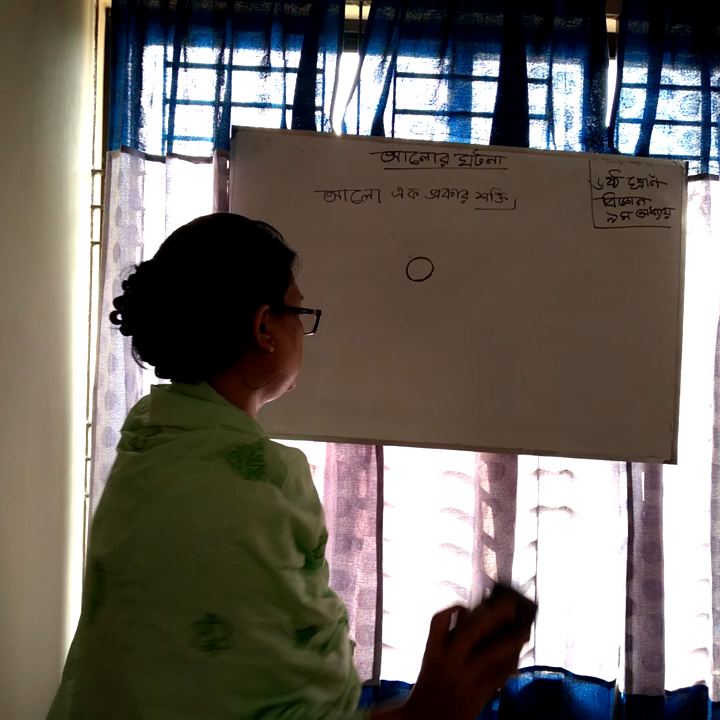 আলোর ঘটনা
আলো এক প্রকার শক্তি
৬ষ্ঠ শ্রেণি
বিজ্ঞান
৯ম অধ্যায়